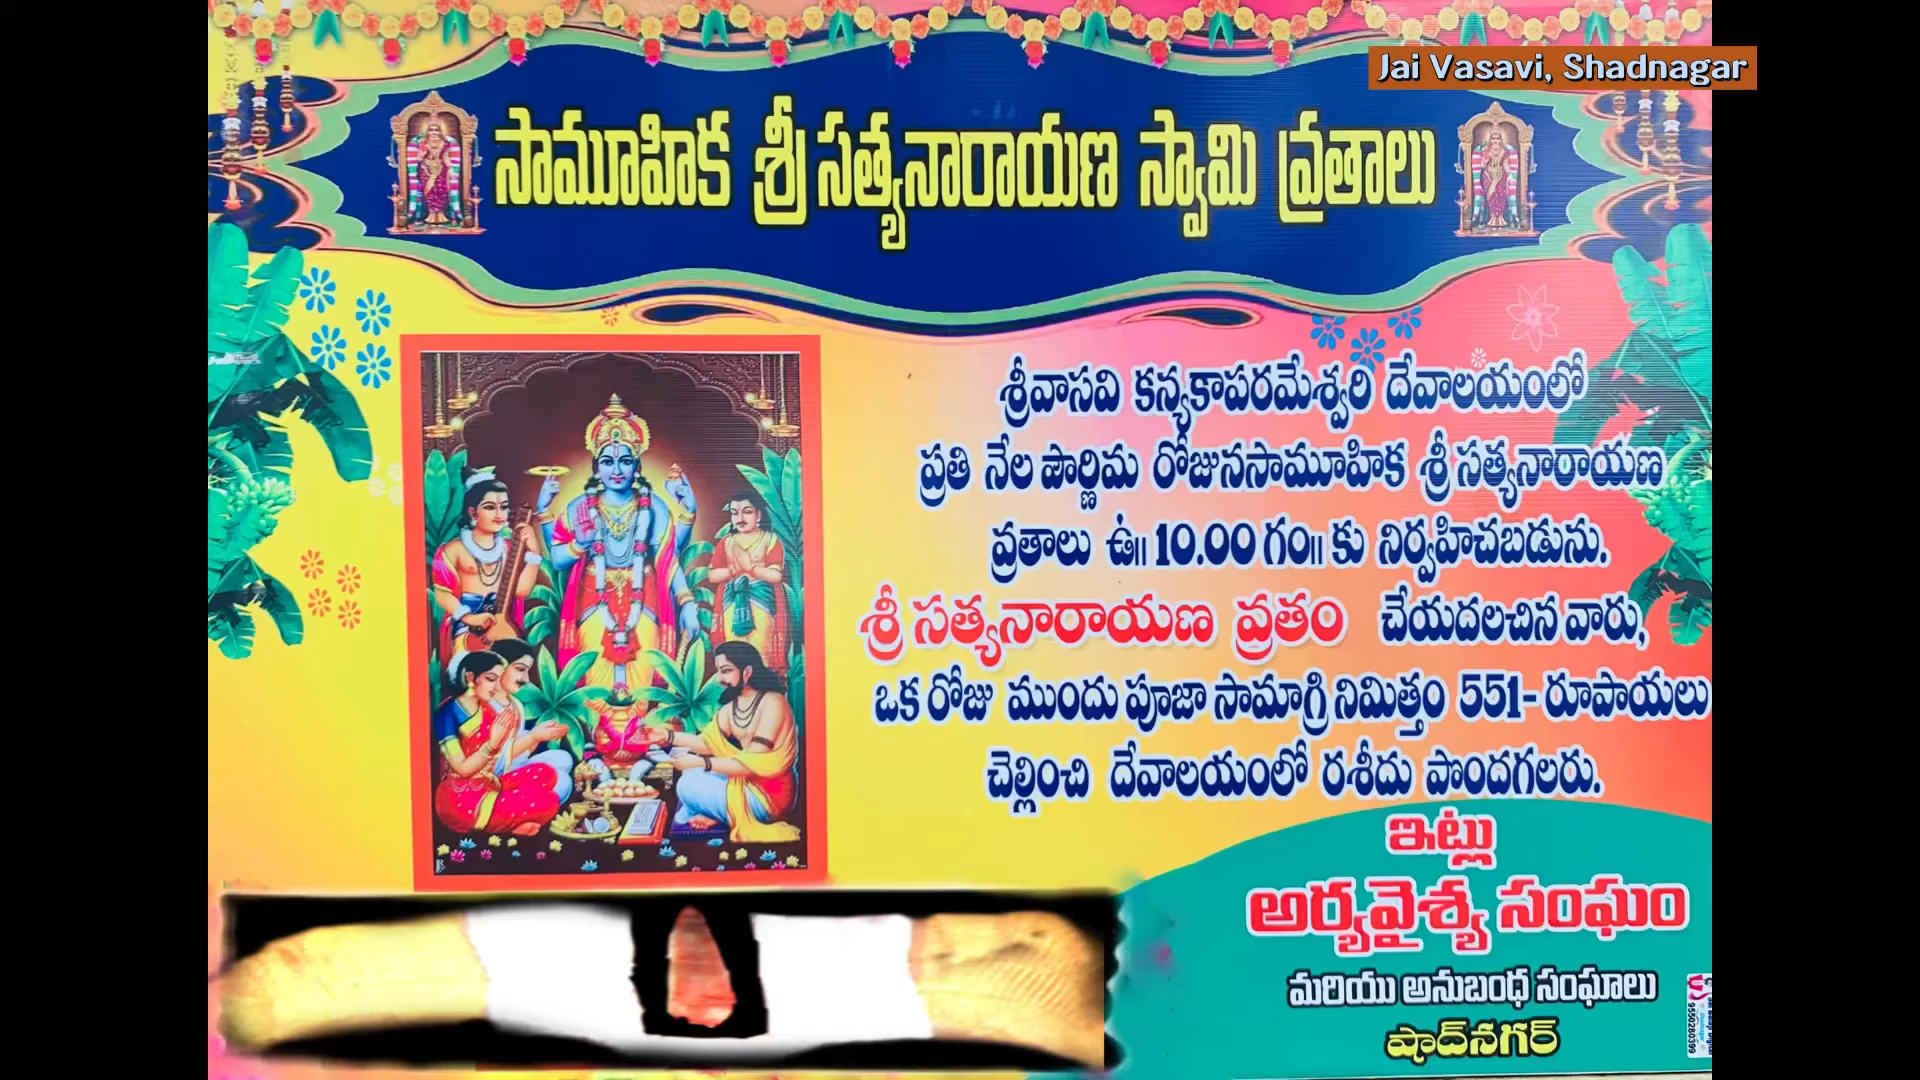 Jai Vasavi, Shadnagar
సామూహిక శ్రీ సత్యనారాయణ స్వామి వ్రతాలు
శ్రీవాసవి కన్యకాపరమేశ్వరి దేవాలయంలో
ప్రతి నేల పౌర్ణిమ రోజునసామూహిక శ్రీ సత్యనారాయణ
వ్రతాలు ఉ॥ 10.00 గం॥ కు నిర్వహిచబడును.
శ్రీ సత్యనారాయణ వ్రతం చేయదలచిన వారు,
ఒక రోజు ముందు పూజా సామాగ్రి నిమిత్తం 551- రూపాయలు
చెల్లించి దేవాలయంలో రశీదు పొందగలరు.
ఇట్లు
అర్యవైశ్య సంఘం
మరియు అనుబంధ సంఘాలు
షాద్‌నగర్
9550280399